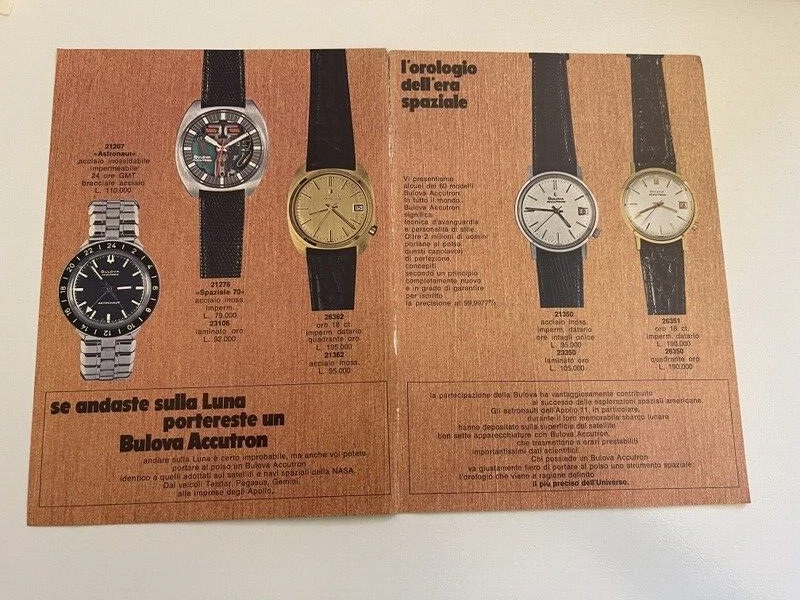 21207
«Astronaut»
acciaio inossidabile
impermeabile
24 ore GMT
bracciale acciaio
L. 110.000
21276
«Spaziale 70»
acciaio inoss.
imperm.
L. 79.000
23106
laminato oro
L. 92.000
26362
oro 18 ct.
imperm. datario
quadrante oro
L. 195.000
21362
acciaio inoss.
L. 95.000
se andaste sulla Luna
portereste un
Bulova Accutron
andare sulla Luna è certo improbabile, ma anche voi potete
portare al polso un Bulova Accutron
identico a quelli adottati sui satelliti e navi spaziali della NASA.
Dai veicoli Telstar, Pegasus, Gemini,
alle imprese degli Apollo.
l'orologio
dell'era
spaziale
Vi presentiamo
alcuni dei 60 modelli
Bulova Accutron.
In tutto il mondo
Bulova Accutron
significa:
tecnica d'avanguardia
e personalità di stile.
Oltre 2 milioni di uomini
portano al polso
questi capolavori
di perfezione,
concepiti
secondo un principio
completamente nuovo
e in grado di garantire
per iscritto
la precisione al 99,9977%.
21350
acciaio inoss.
imperm. datario
ore intagli onice
L. 95.000
23350
laminato oro
L. 105.000
26351
oro 18 ct.
imperm. datario
L. 190.000
26350
quadrante oro
L. 190.000
la partecipazione della Bulova ha vantaggiosamente contribuito
al successo delle esplorazioni spaziali americane.
Gli astronauti dell'Apollo 11, in particolare,
durante il loro memorabile sbarco lunare
hanno depositato sulla superficie del satellite
ben sette apparecchiature con Bulova Accutron,
che trasmettono a orari prestabiliti
importantissimi dati scientifici.
Chi possiede un Bulova Accutron
va giustamente fiero di portare al polso uno strumento spaziale
l'orologio che viene a ragione definito
il più preciso dell'Universo.